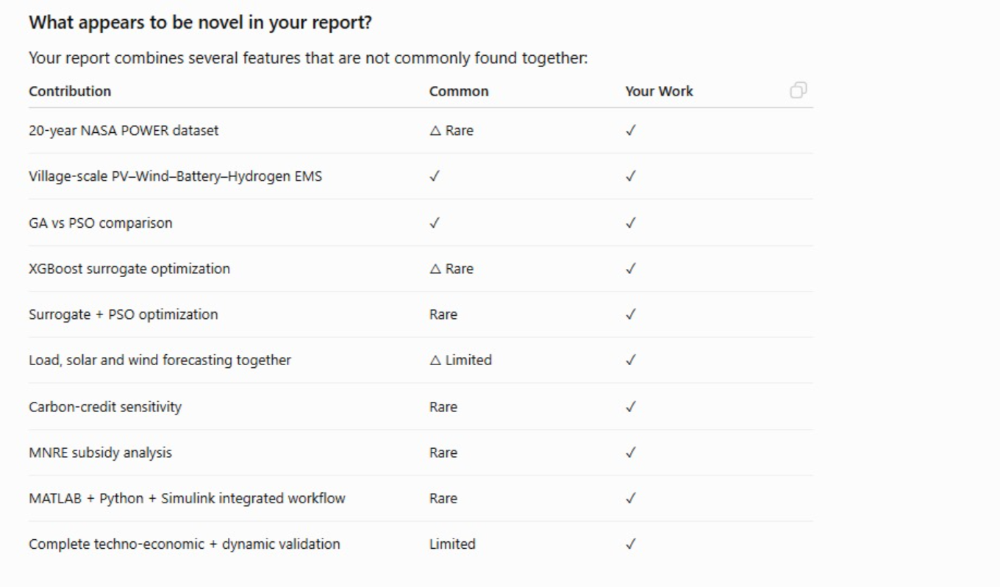 What appears to be novel in your report?
Your report combines several features that are not commonly found together:
Contribution Common Your Work
20-year NASA POWER dataset △ Rare ✓
Village-scale PV–Wind–Battery–Hydrogen EMS ✓ ✓
GA vs PSO comparison ✓ ✓
XGBoost surrogate optimization △ Rare ✓
Surrogate + PSO optimization Rare ✓
Load, solar and wind forecasting together △ Limited ✓
Carbon-credit sensitivity Rare ✓
MNRE subsidy analysis Rare ✓
MATLAB + Python + Simulink integrated workflow Rare ✓
Complete techno-economic + dynamic validation Limited ✓